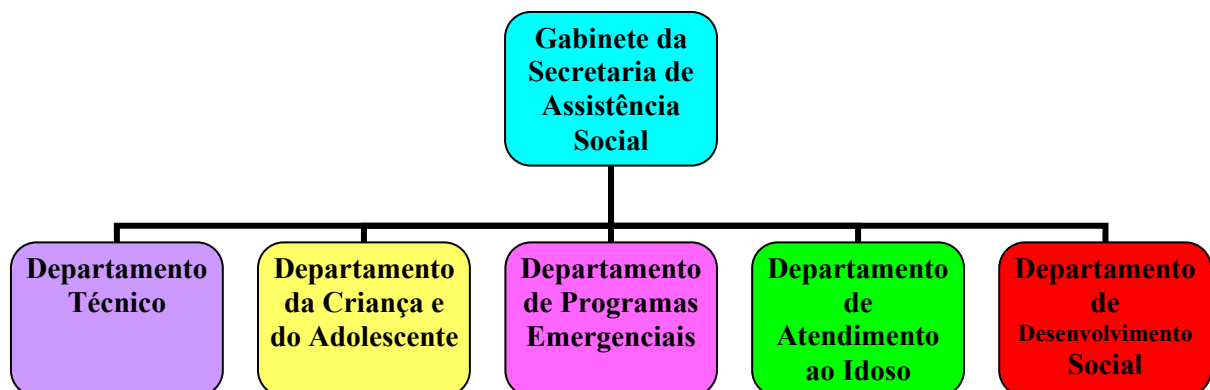 Gabinete da
Secretaria de
Assistência
Social
Departamento
Técnico
Departamento
da Criança e
do Adolescente
Departamento
de Programas
Emergenciais
Departamento
de
Atendimento
ao Idoso
Departamento
de
Desenvolvimento
Social